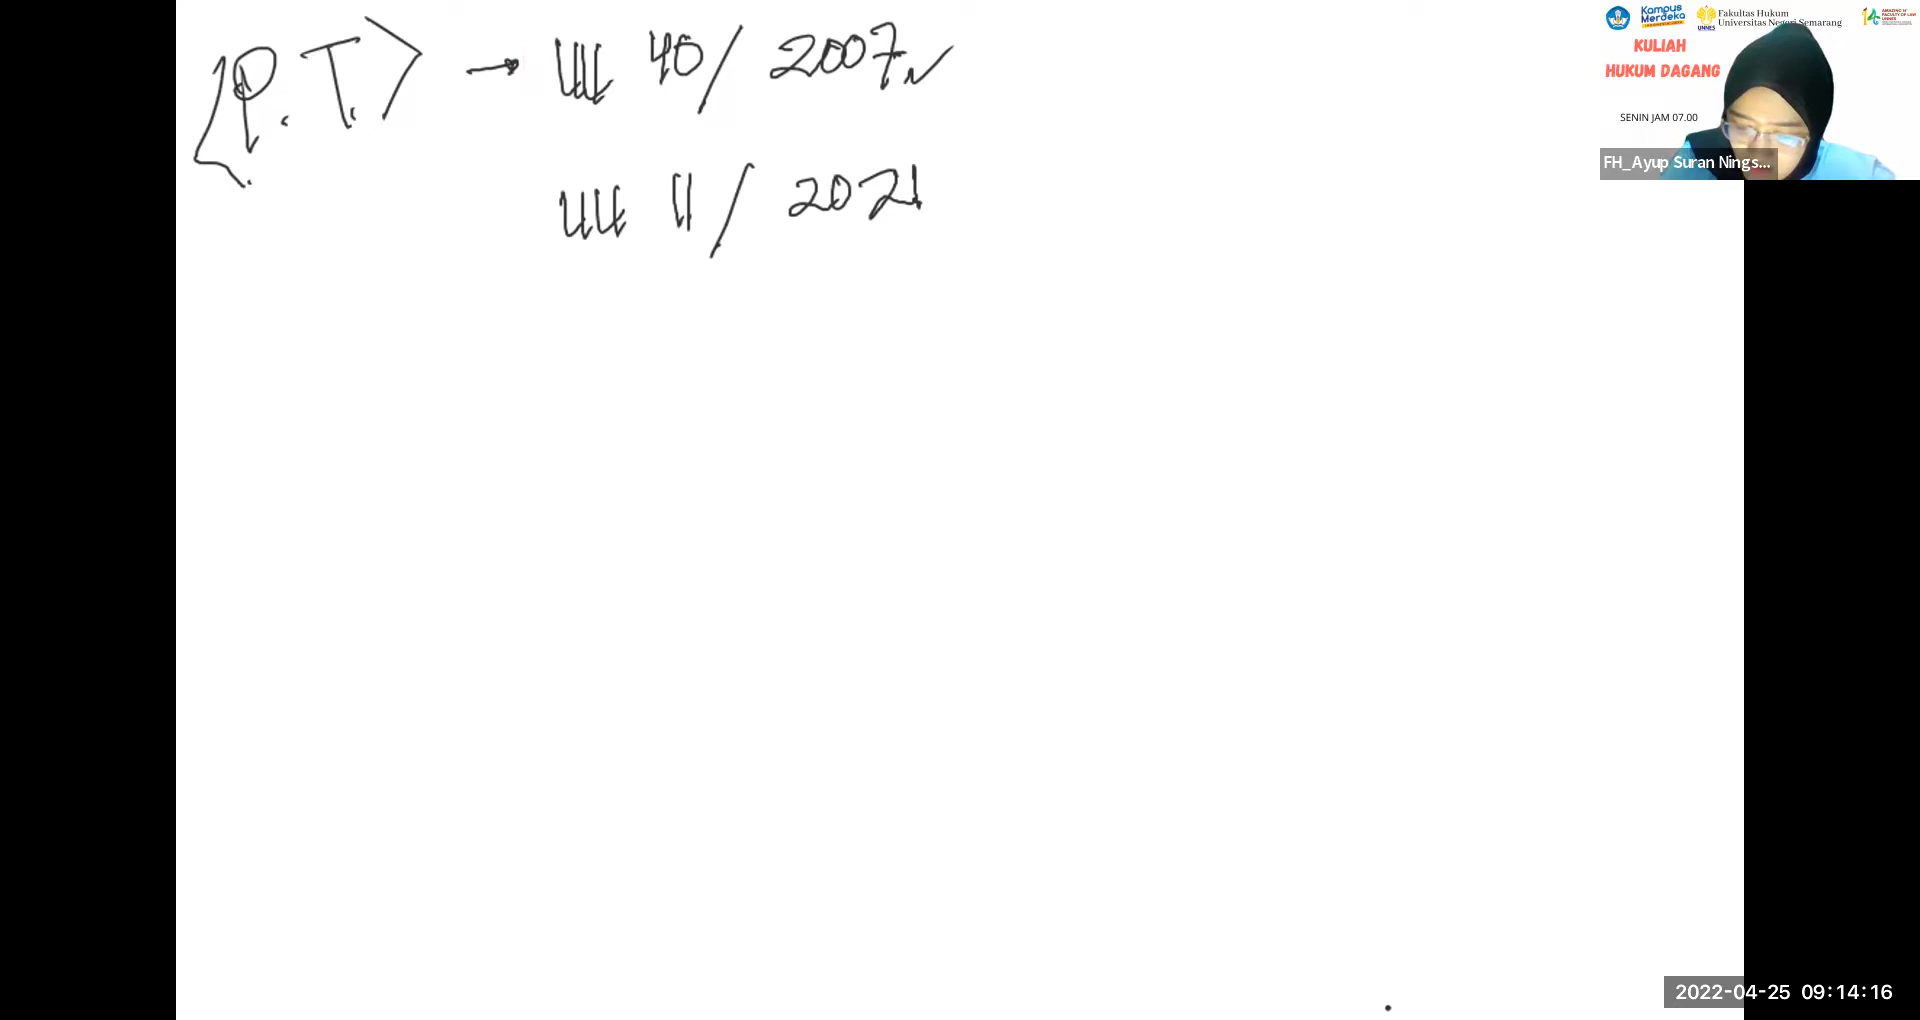 <P.T.> → UU 40/2007
UU 11/2021
Kampus
Merdeka
UNNES
Fakultas Hukum
Universitas Negeri Semarang
KULIAH
HUKUM DAGANG
SENIN JAM 07.00
FH_Ayup Suran Nings...
2022-04-25 09:14:16